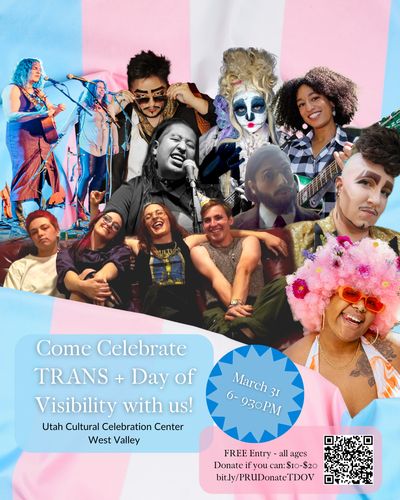 Come Celebrate
TRANS + Day of
Visibility with us!
Utah Cultural Celebration Center
West Valley
March 31
6- 930PM
FREE Entry - all ages
Donate if you can: $10-$20
bit.ly/PRUDonateTDOV